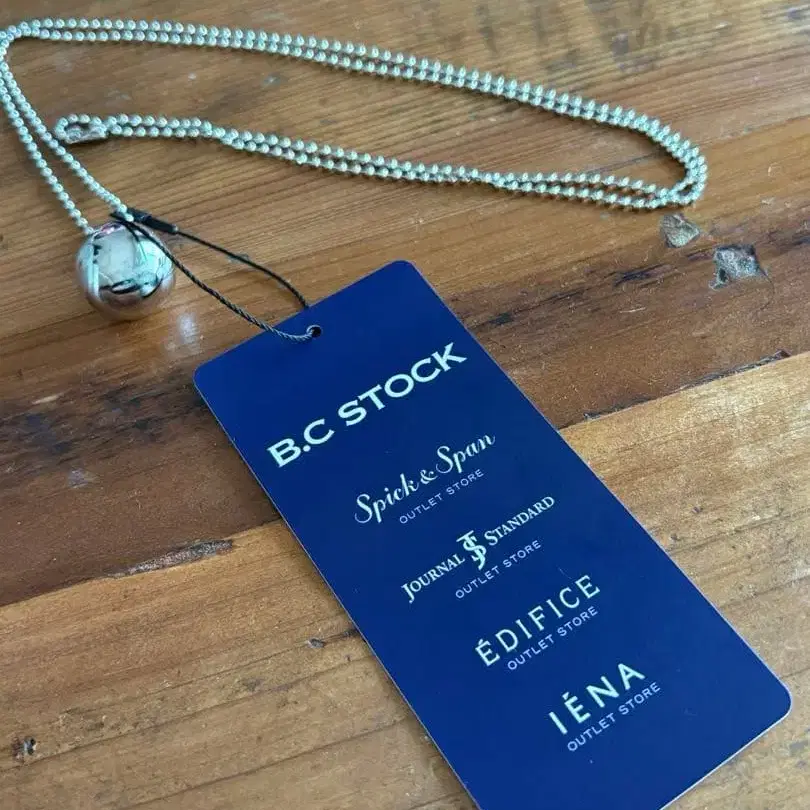 B.C STOCK
Spick & Span
OUTLET STORE
JOURNAL JS STANDARD
OUTLET STORE
ÉDIFICE
OUTLET STORE
IÉNA
OUTLET STORE